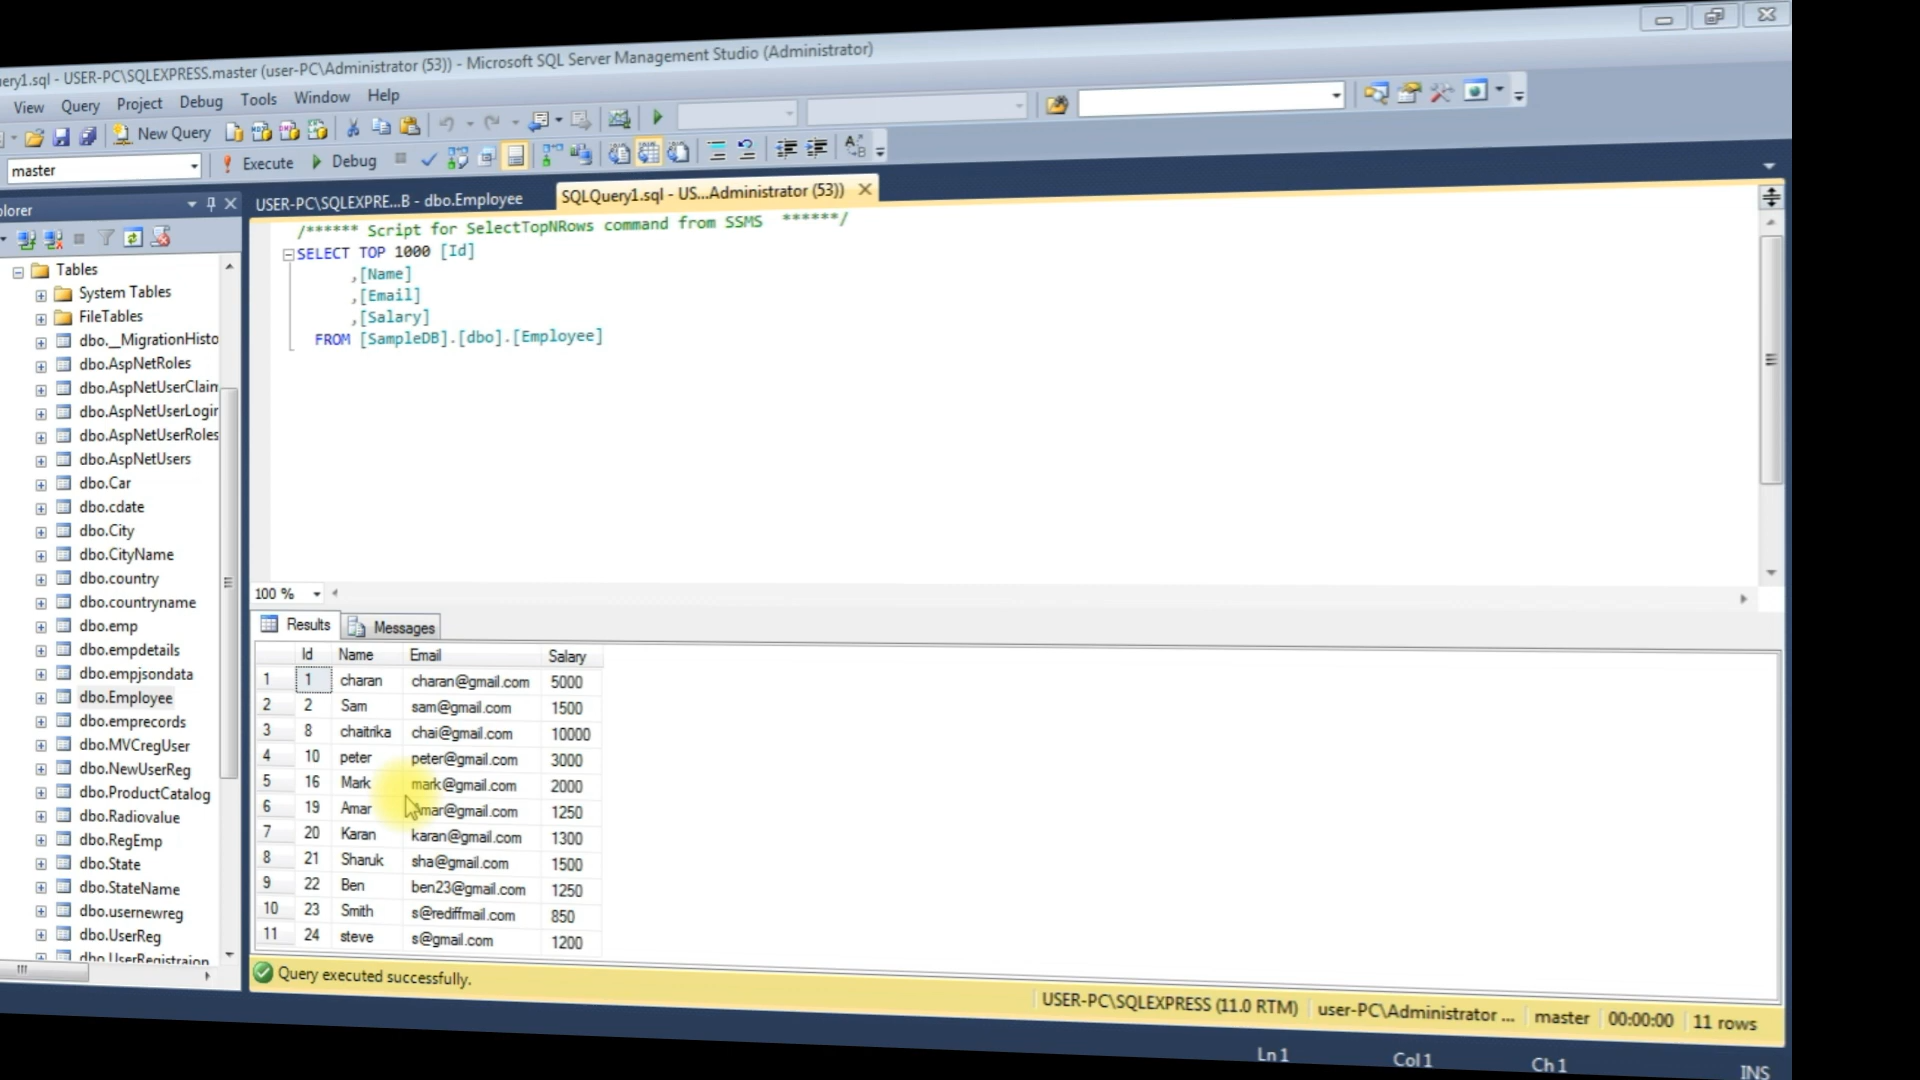 ery1.sql - USER-PC\SQLEXPRESS.master (user-PC\Administrator (53)) - Microsoft SQL Server Management Studio (Administrator)
View Query Project Debug Tools Window Help
New Query
master Execute Debug
plorer
USER-PC\SQLEXPRE...B - dbo.Employee
SQLQuery1.sql - US...Administrator (53))
Tables
System Tables
FileTables
dbo.__MigrationHisto
dbo.AspNetRoles
dbo.AspNetUserClaim
dbo.AspNetUserLogin
dbo.AspNetUserRoles
dbo.AspNetUsers
dbo.Car
dbo.cdate
dbo.City
dbo.CityName
dbo.country
dbo.countryname
dbo.emp
dbo.empdetails
dbo.empjsondata
dbo.Employee
dbo.emprecords
dbo.MVCregUser
dbo.NewUserReg
dbo.ProductCatalog
dbo.Radiovalue
dbo.RegEmp
dbo.State
dbo.StateName
dbo.usernewreg
dbo.UserReg
dbo.UserRegistraion
/****** Script for SelectTopNRows command from SSMS ******/
SELECT TOP 1000 [Id]
,[Name]
,[Email]
,[Salary]
FROM [SampleDB].[dbo].[Employee]
100 %
Results Messages
Id Name Email Salary
1 1 charan charan@gmail.com 5000
2 2 Sam sam@gmail.com 1500
3 8 chaitrika chai@gmail.com 10000
4 10 peter peter@gmail.com 3000
5 16 Mark mark@gmail.com 2000
6 19 Amar Amar@gmail.com 1250
7 20 Karan karan@gmail.com 1300
8 21 Sharuk sha@gmail.com 1500
9 22 Ben ben23@gmail.com 1250
10 23 Smith s@rediffmail.com 850
11 24 steve s@gmail.com 1200
Query executed successfully.
USER-PC\SQLEXPRESS (11.0 RTM) user-PC\Administrator ... master 00:00:00 11 rows
Ln 1 Col 1 Ch 1 INS